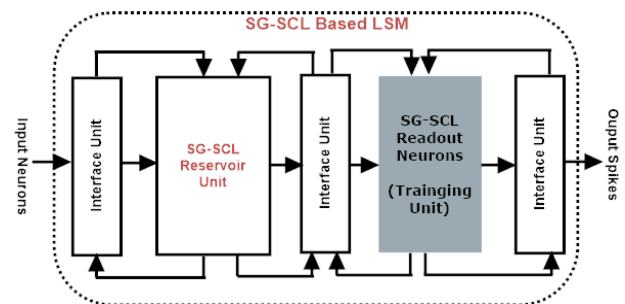 SG-SCL Based LSM
Input Neurons
Interface Unit
SG-SCL
Reservoir
Unit
Interface Unit
SG-SCL
Readout
Neurons
(Trainging
Unit)
Interface Unit
Ouput Spikes